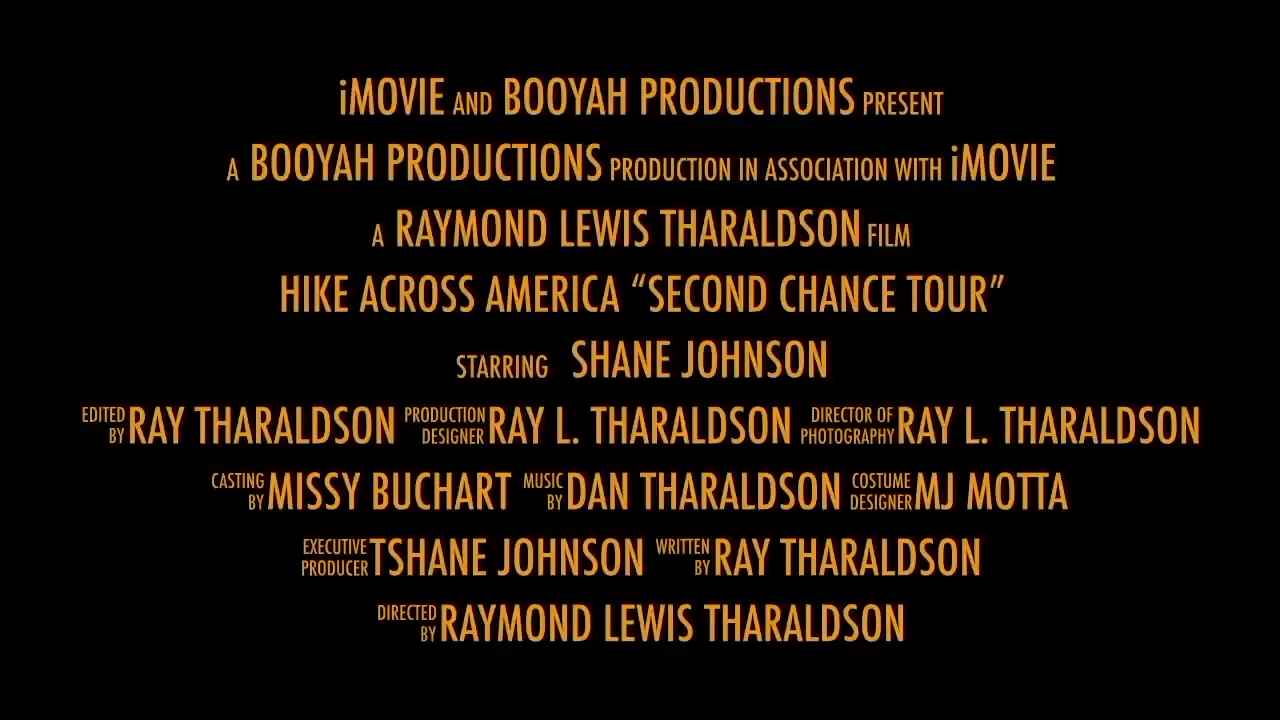 iMOVIE AND BOOYAH PRODUCTIONS PRESENT
A BOOYAH PRODUCTIONS PRODUCTION IN ASSOCIATION WITH iMOVIE
A RAYMOND LEWIS THARALDSON FILM
HIKE ACROSS AMERICA “SECOND CHANCE TOUR”
STARRING SHANE JOHNSON
EDITED BY RAY THARALDSON PRODUCTION DESIGNER RAY L. THARALDSON DIRECTOR OF PHOTOGRAPHY RAY L. THARALDSON
CASTING BY MISSY BUCHART MUSIC BY DAN THARALDSON COSTUME DESIGNER MJ MOTTA
EXECUTIVE PRODUCER TSHANE JOHNSON WRITTEN BY RAY THARALDSON
DIRECTED BY RAYMOND LEWIS THARALDSON